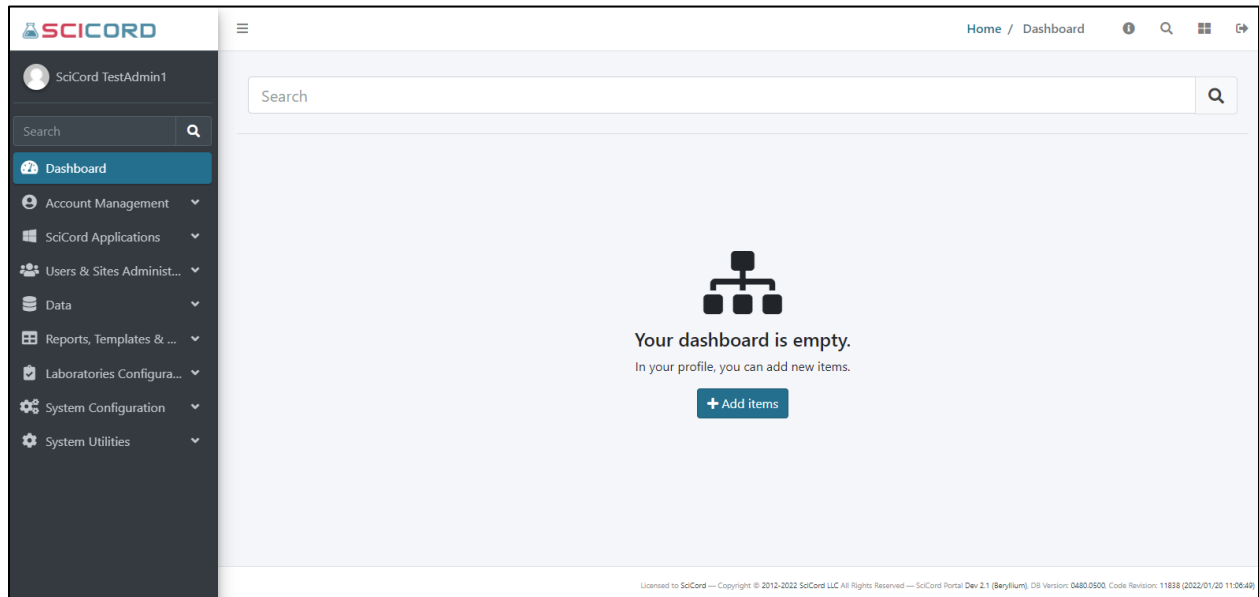 SCICORD
Home / Dashboard
SciCord TestAdmin1
Search
Search
Dashboard
Account Management
SciCord Applications
Users & Sites Administ...
Data
Reports, Templates & ...
Laboratories Configura...
System Configuration
System Utilities
Your dashboard is empty.
In your profile, you can add new items.
+ Add items
Licensed to SciCord — Copyright © 2012-2022 SciCord LLC All Rights Reserved — SciCord Portal Dev 2.1 (Beryllium), DB Version: 0480.0500, Code Revision: 11838 (2022/01/20 11:06:49)